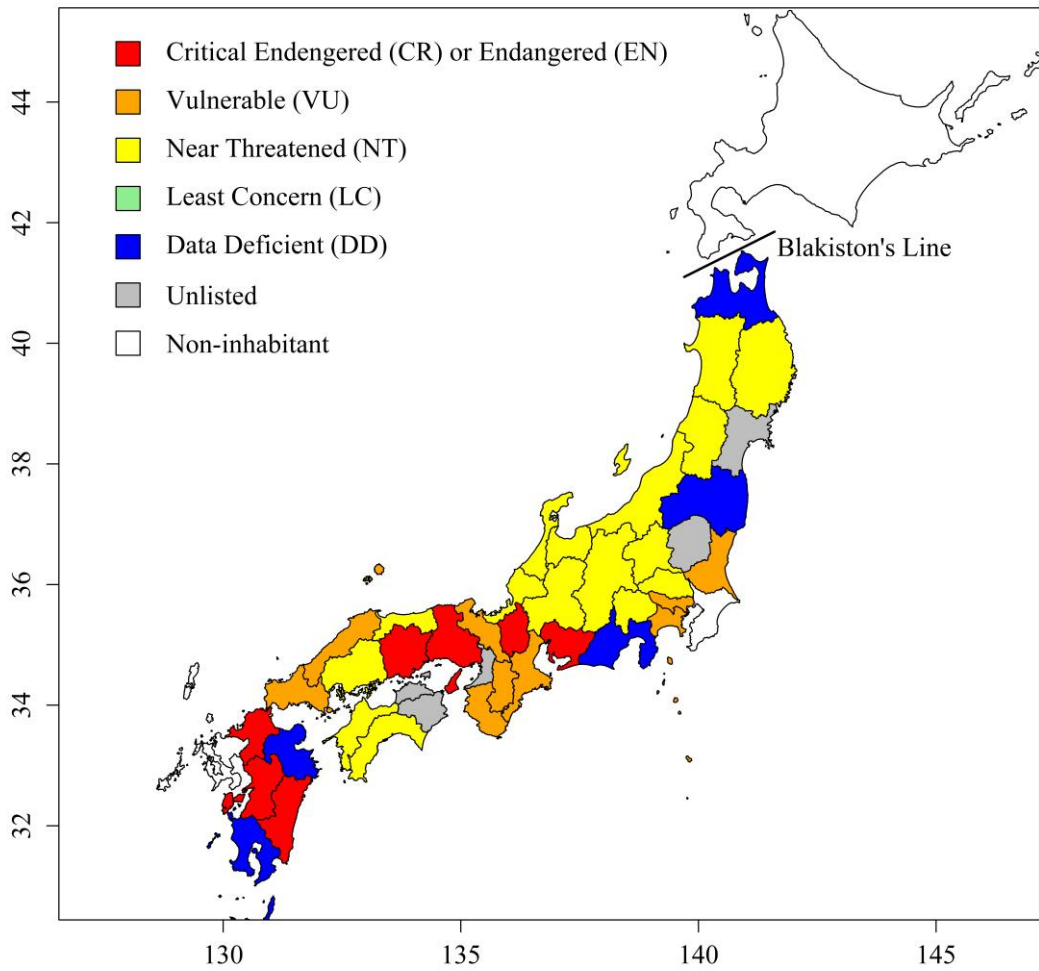 Critical Endengered (CR) or Endangered (EN)
Vulnerable (VU)
Near Threatened (NT)
Least Concern (LC)
Data Deficient (DD)
Unlisted
Non-inhabitant
Blakiston's Line
44
42
40
38
36
34
32
130
135
140
145